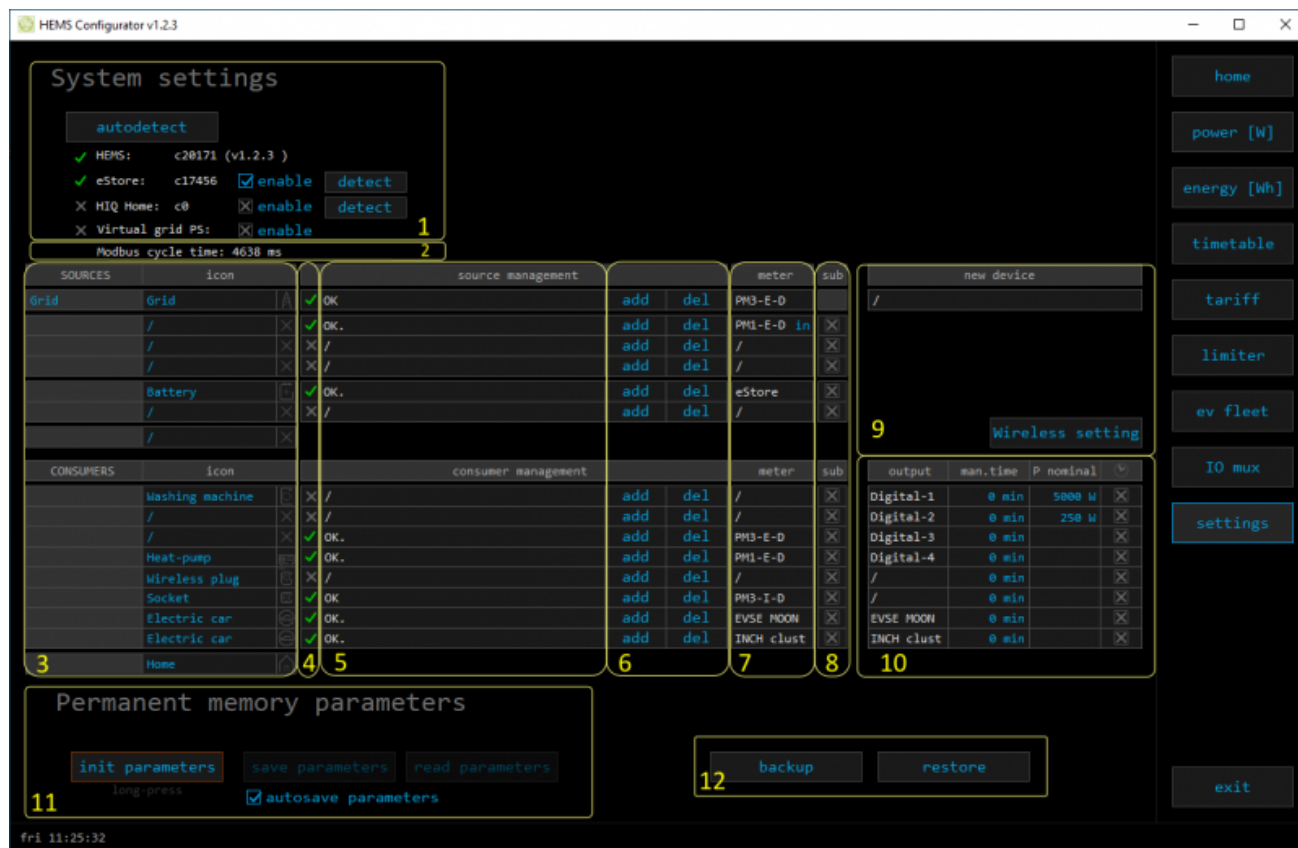 HEMS Configurator v1.2.3
System settings
home
autodetect
power [W]
HEMS: c20171 (v1.2.3 )
eStore: c17456 enable detect
energy [Wh]
HIQ Home: c0 enable detect
Virtual grid PS: enable 1
timetable
Modbus cycle time: 4638 ms 2
SOURCES icon source management meter sub new device
Grid Grid OK add del PM3-E-D /
tariff
/ OK. add del PM1-E-D in
/ / add del /
/ / add del /
limiter
Battery OK. add del eStore
/ / add del /
ev fleet
/ 9 Wireless setting
CONSUMERS icon consumer management meter sub output man.time P nominal
IO mux
Washing machine / add del / Digital-1 0 min 5000 W
/ / add del / Digital-2 0 min 250 W
settings
/ OK. add del PM3-E-D Digital-3 0 min
Heat-pump OK. add del PM1-E-D Digital-4 0 min
Wireless plug / add del / / 0 min
Socket OK add del PM3-I-D / 0 min
Electric car OK. add del EVSE MOON EVSE MOON 0 min
Electric car OK. add del INCH clust INCH clust 0 min
3 Home 4 5 6 7 8 10
Permanent memory parameters
init parameters save parameters read parameters
12 backup restore
long-press
exit
11 autosave parameters
fri 11:25:32